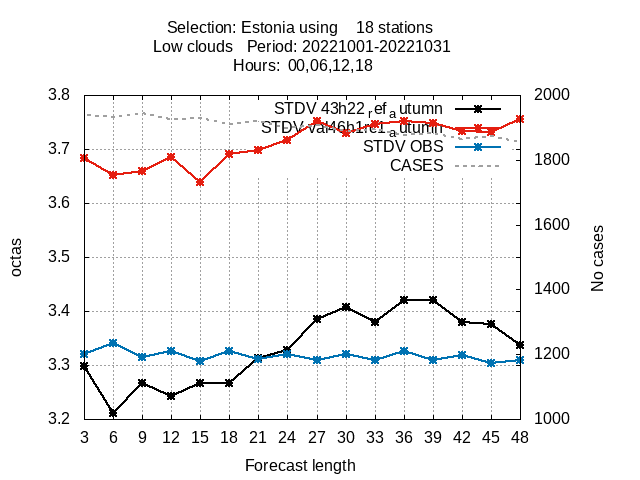 Selection: Estonia using 18 stations
Low clouds Period: 20221001-20221031
Hours: 00,06,12,18
3.8
3.7
3.6
3.5
3.4
3.3
3.2
octas
STDV 43h22ref autumn
STDV OBS
CASES
2000
1800
1600
1400
1200
1000
No cases
3 6 9 12 15 18 21 24 27 30 33 36 39 42 45 48
Forecast length